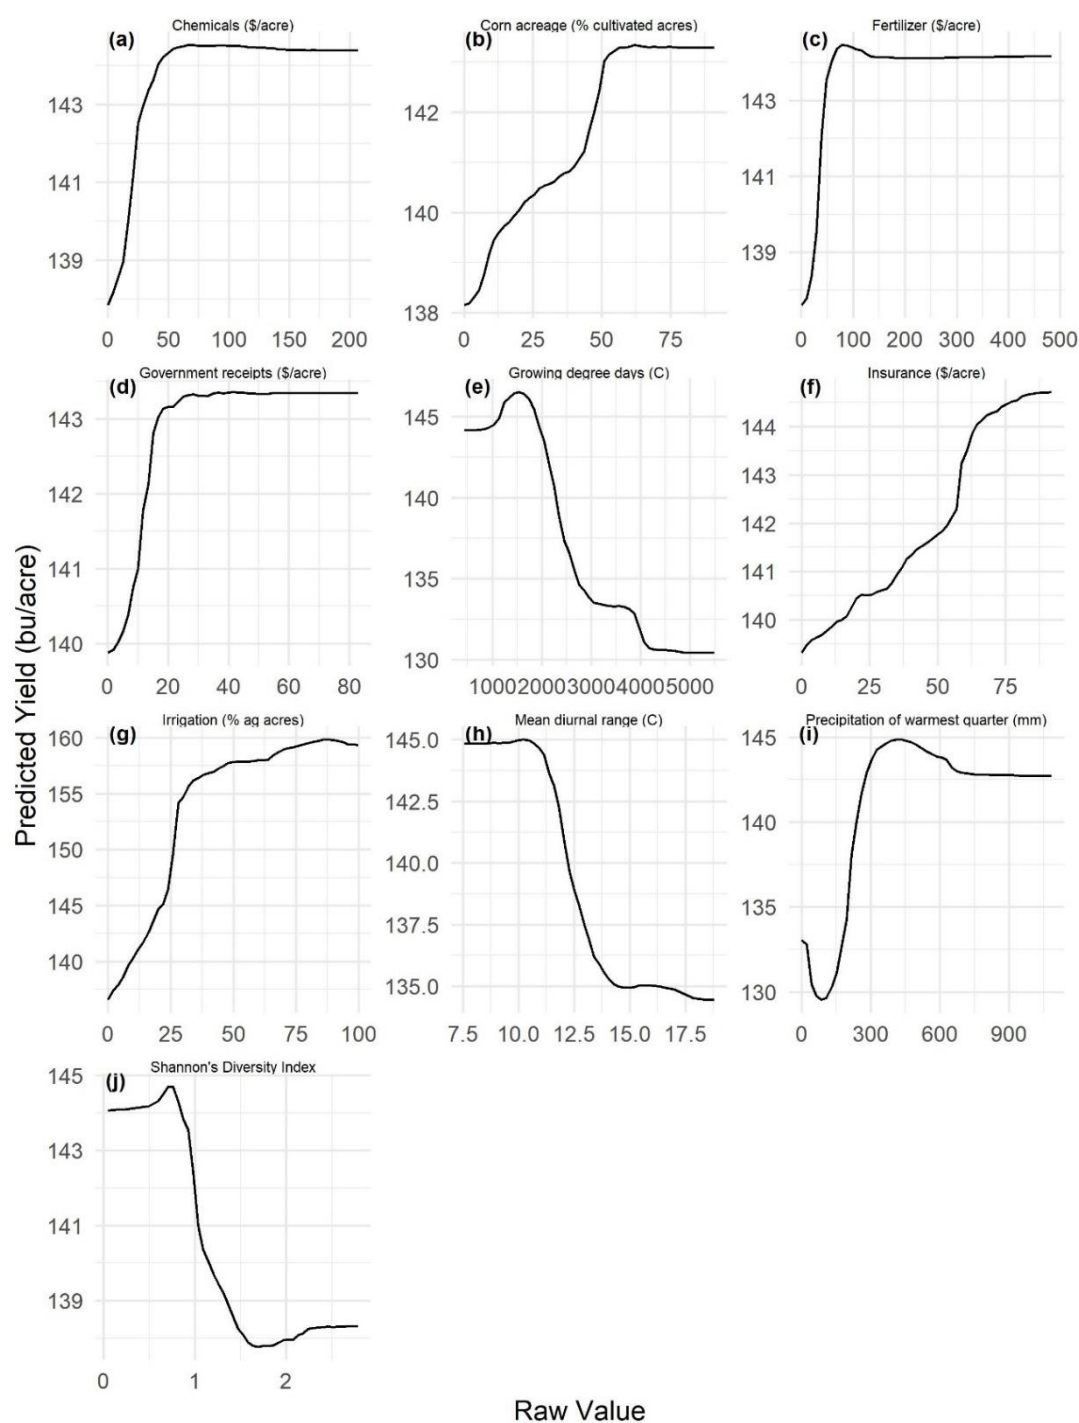 (a) Chemicals ($/acre)
143
141
139
0 50 100 150 200
(b) Corn acreage (% cultivated acres)
142
140
138
0 25 50 75
(c) Fertilizer ($/acre)
143
141
139
0 100 200 300 400 500
(d) Government receipts ($/acre)
143
142
141
140
0 20 40 60 80
(e) Growing degree days (C)
145
140
135
130
1000 2000 3000 4000 5000
(f) Insurance ($/acre)
144
143
142
141
140
0 25 50 75
(g) Irrigation (% ag acres)
160
155
150
145
140
0 25 50 75 100
(h) Mean diurnal range (C)
145.0
142.5
140.0
137.5
135.0
7.5 10.0 12.5 15.0 17.5
(i) Precipitation of warmest quarter (mm)
145
140
135
130
0 300 600 900
(j) Shannon's Diversity Index
145
143
141
139
0 1 2
Predicted Yield (bu/acre)
Raw Value